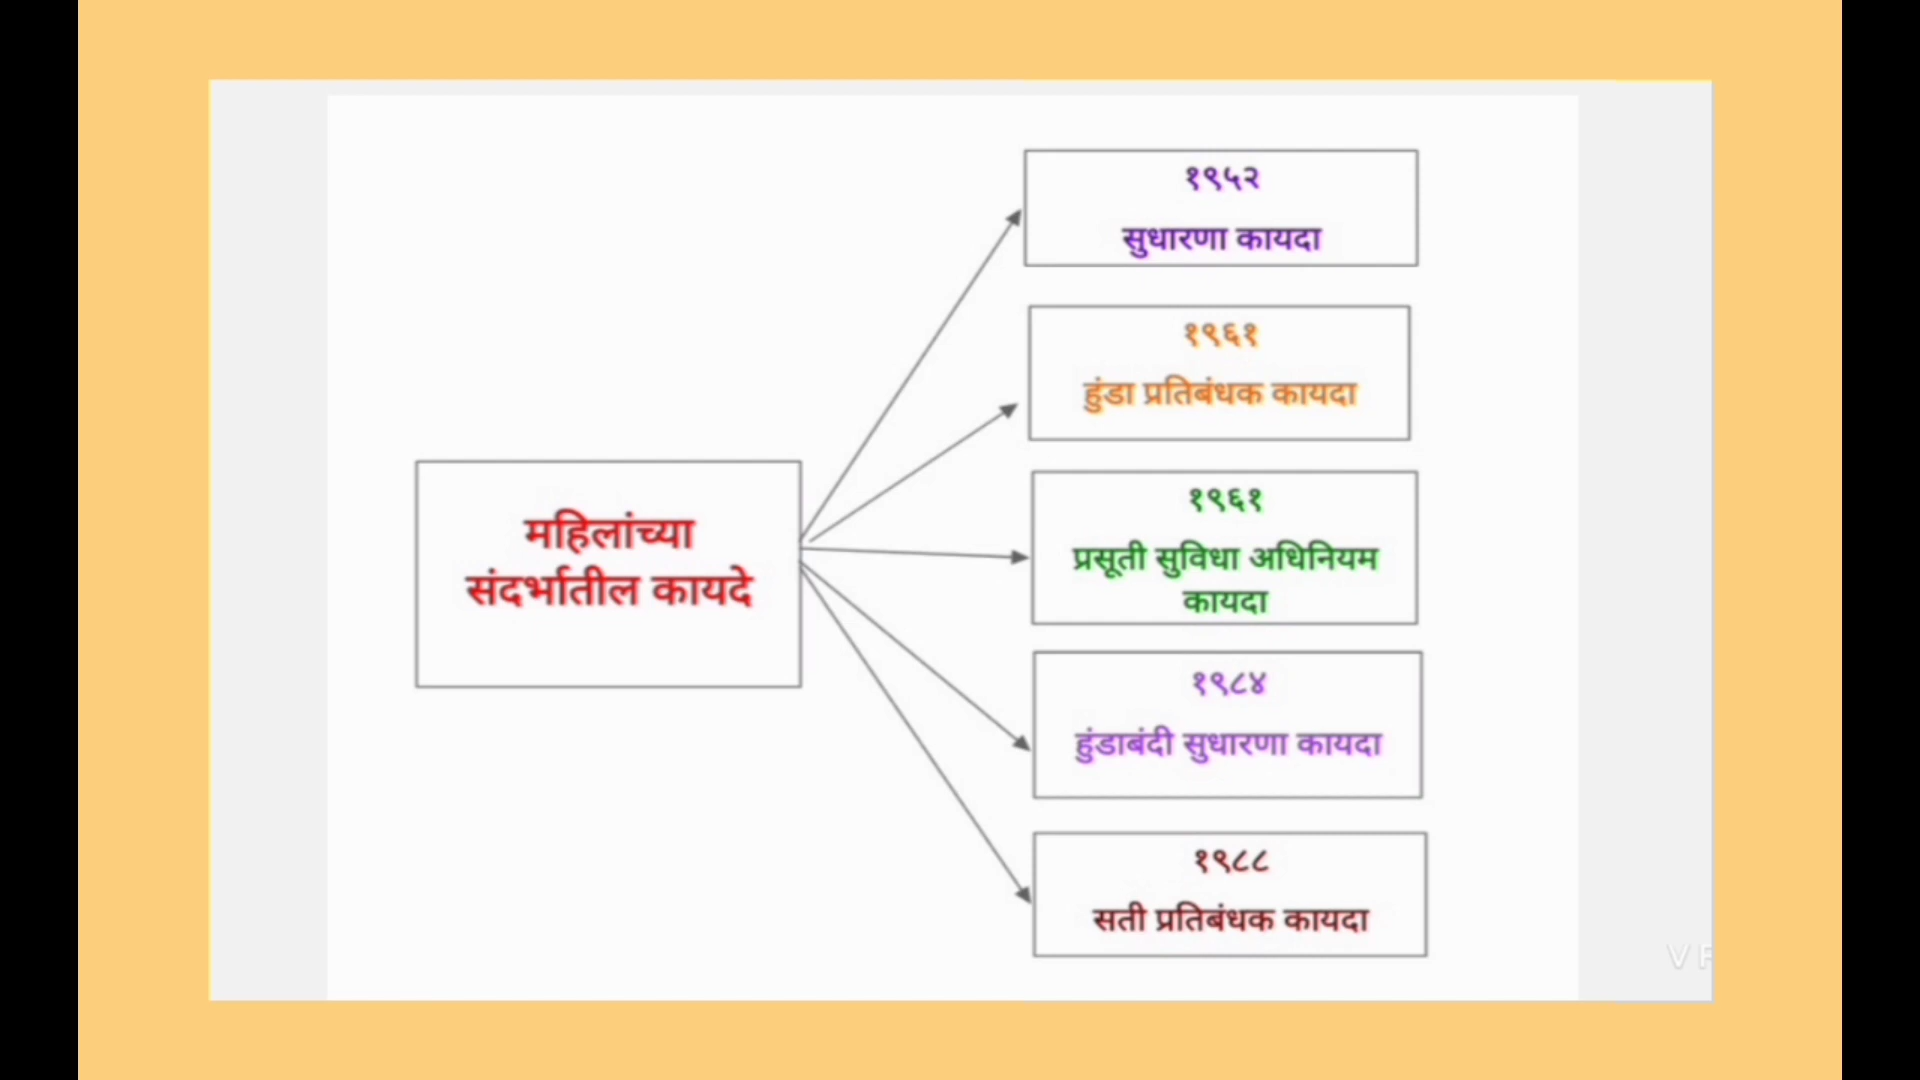 महिलांच्या
संदर्भातील कायदे
१९५२
सुधारणा कायदा
१९६१
हुंडा प्रतिबंधक कायदा
१९६१
प्रसूती सुविधा अधिनियम
कायदा
१९८४
हुंडाबंदी सुधारणा कायदा
१९८८
सती प्रतिबंधक कायदा